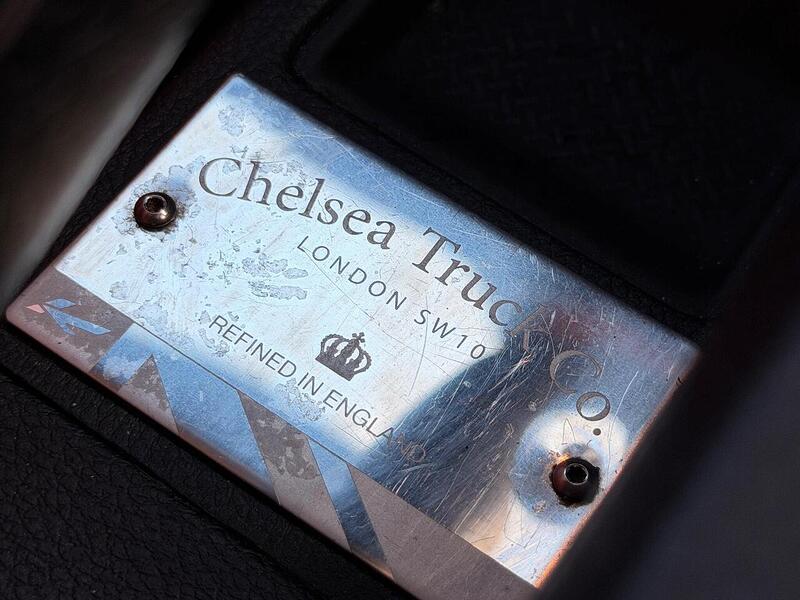 Chelsea Truck Co.
LONDON SW10
REFINED IN ENGLAND